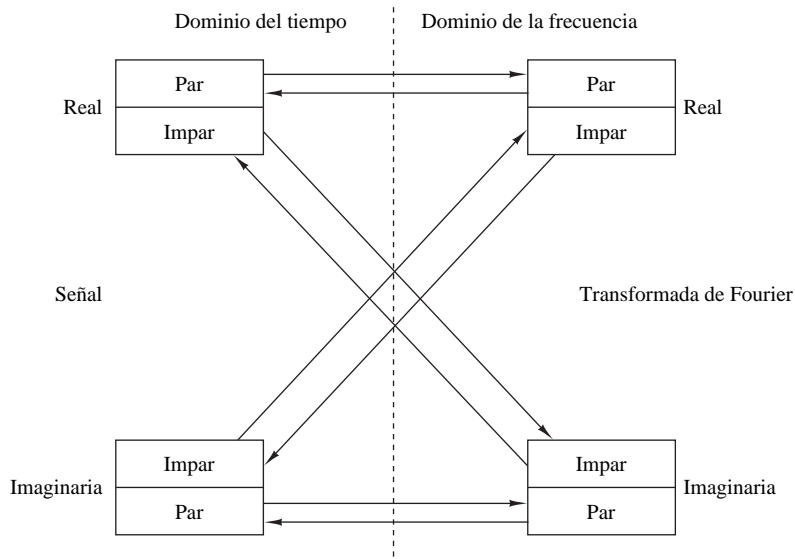 Dominio del tiempo
Dominio de la frecuencia
Real
Par
Impar
Par
Impar
Real
Señal
Transformada de Fourier
Imaginaria
Impar
Par
Impar
Par
Imaginaria